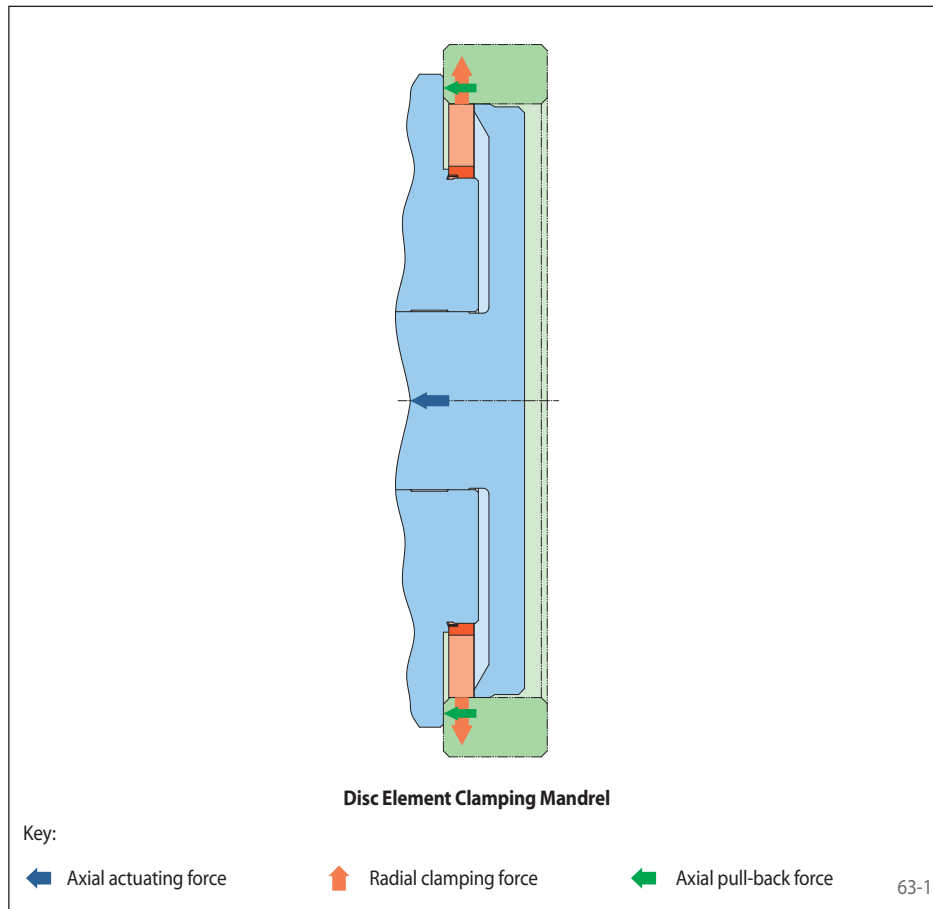 Disc Element Clamping Mandrel
Key:
Axial actuating force Radial clamping force Axial pull-back force
63-1